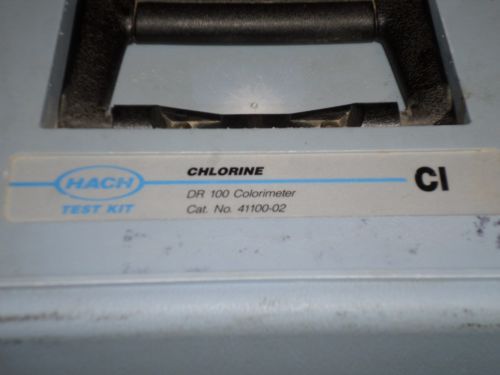 HACH
TEST KIT
CHLORINE
DR 100 Colorimeter
Cat. No. 41100-02
Cl